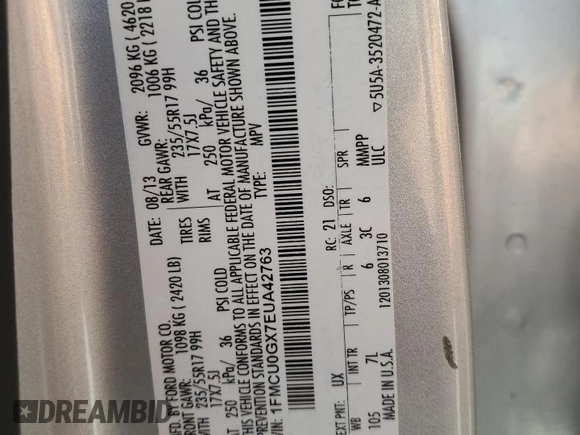 MFD. BY FORD MOTOR CO.
DATE: 08/13 GVWR: 2096 KG ( 4620
FRONT GAWR: 1098 KG ( 2420 LB) REAR GAWR: 1006 KG ( 2218
235/55R17 99H TIRES WITH 235/55R17 99H
17X7.5J RIMS 17X7.5J
AT 250 kPa/ 36 PSI COLD AT 250 kPa/ 36 PSI COLD
THIS VEHICLE CONFORMS TO ALL APPLICABLE FEDERAL MOTOR VEHICLE SAFETY AND
PREVENTION STANDARDS IN EFFECT ON THE DATE OF MANUFACTURE SHOWN ABOVE.
VIN: 1FMCU0GX7EUA42763 TYPE: MPV
EXT PNT: UX RC: 21 DSO:
WB INT TR TP/PS R AXLE TR SPR
105 7L 6 3C 6 MMPP
ULC
MADE IN U.S.A. 1201308013710
▽5U5A-3520472-A
DREAMBID